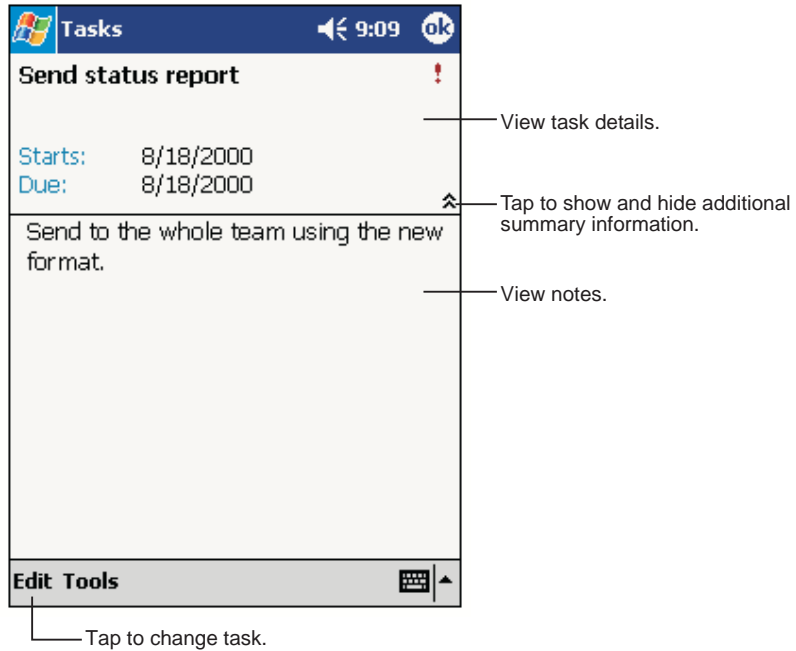 Tasks 9:09 ok
Send status report !
View task details.
Starts: 8/18/2000
Due: 8/18/2000
Tap to show and hide additional
summary information.
Send to the whole team using the new
format.
View notes.
Edit Tools
Tap to change task.